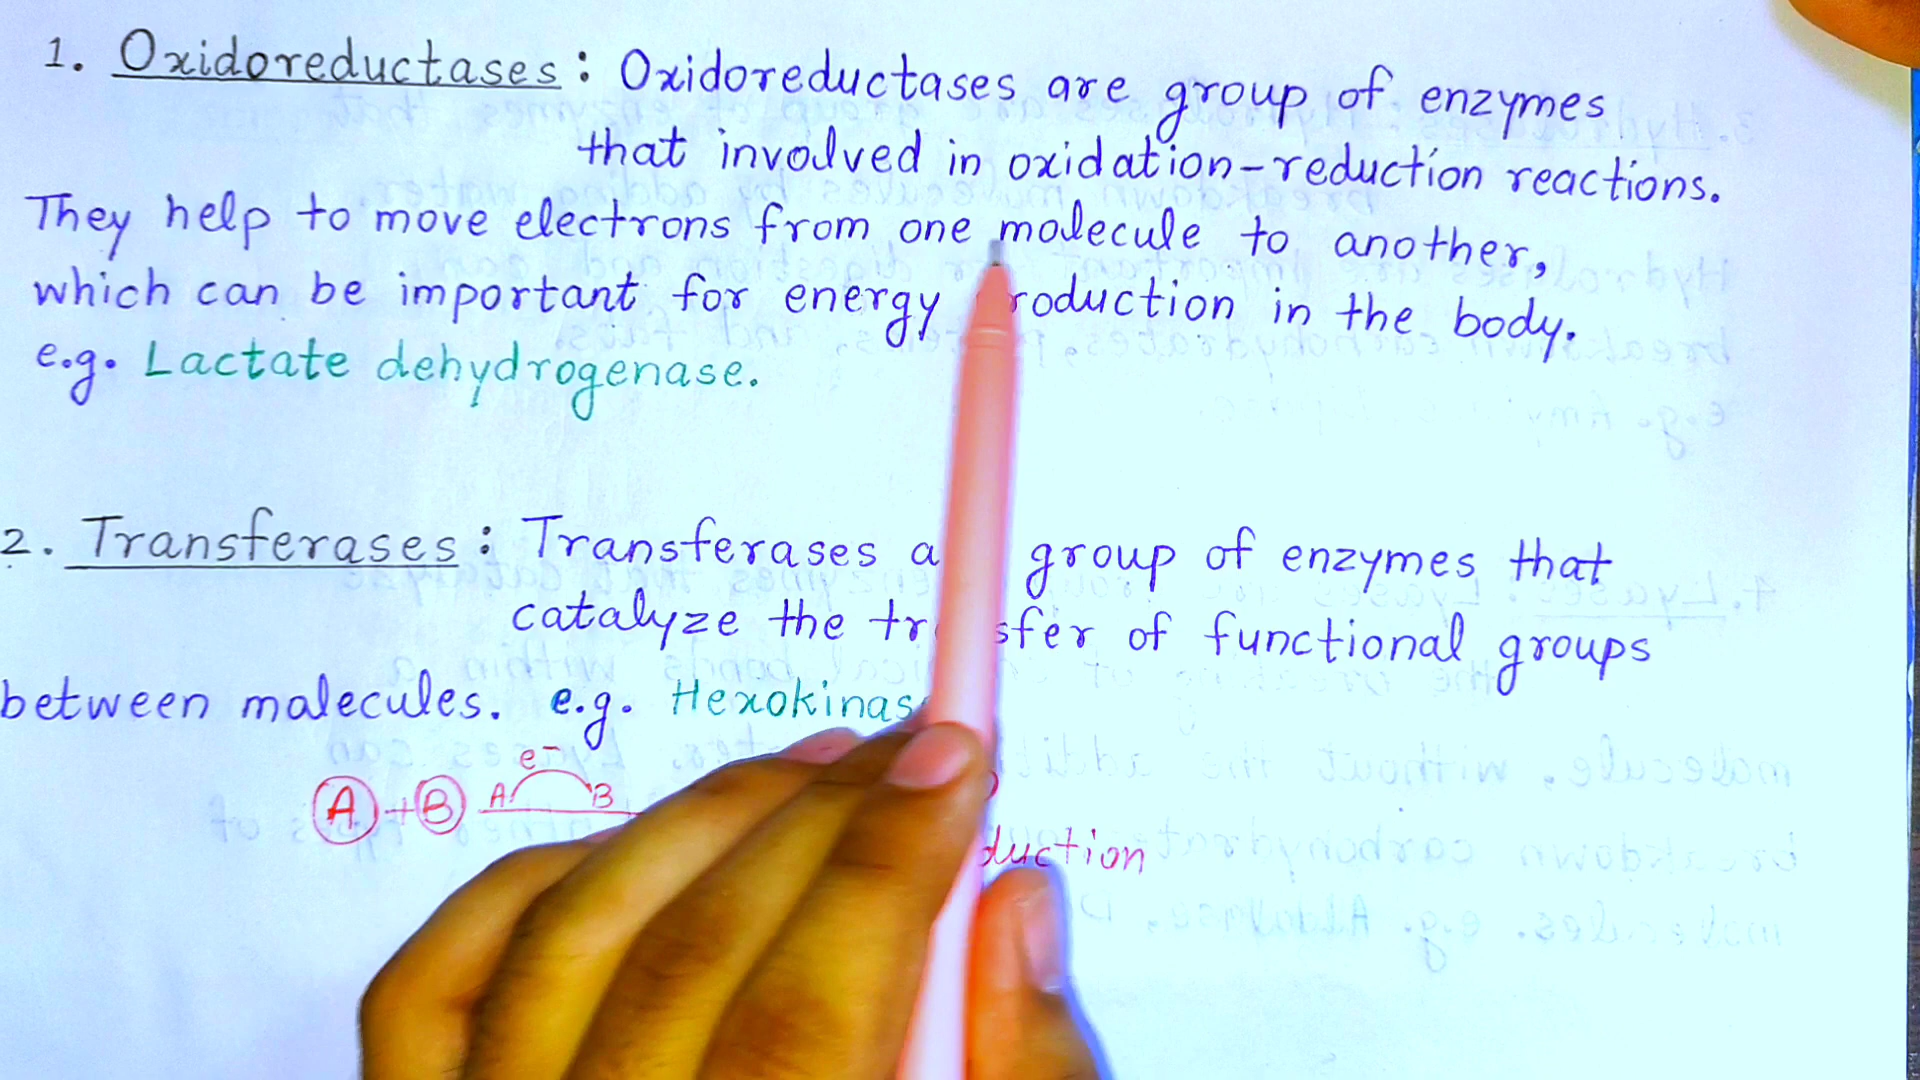 1. Oxidoreductases : Oxidoreductases are group of enzymes
that involved in oxidation-reduction reactions.
They help to move electrons from one molecule to another,
which can be important for energy roduction in the body.
e.g. Lactate dehydrogenase.
2. Transferases : Transferases a group of enzymes that
catalyze the tr sfer of functional groups
between malecules. e.g. Hexokinas
e-
A + B A B
duction